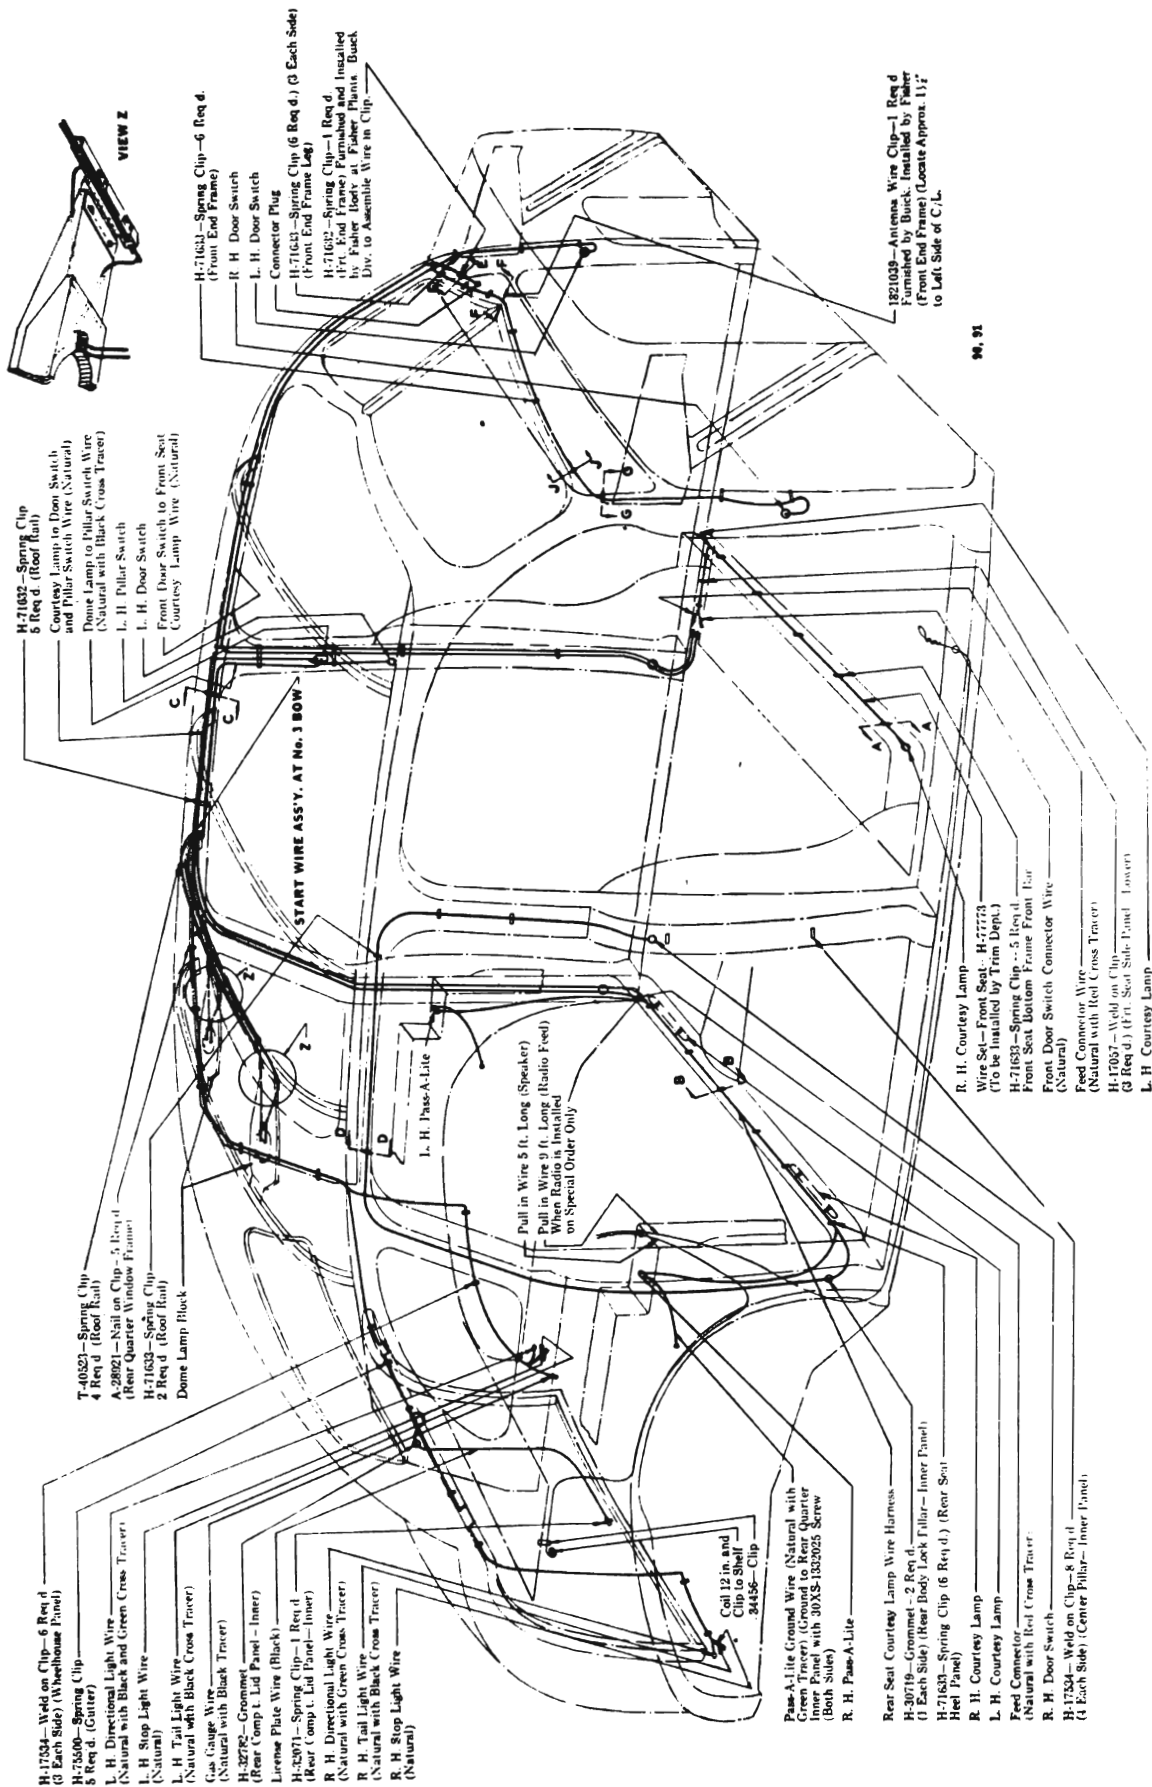 H-17534—Weld on Clip—6 Req'd
(3 Each Side) (Wheelhouse Panel)
H-75500—Spring Clip
5 Req'd. (Gutter)
L. H. Directional Light Wire
(Natural with Black and Green Cross Tracer)
L. H. Stop Light Wire
(Natural)
L. H. Tail Light Wire
(Natural with Black Cross Tracer)
Gas Gauge Wire
(Natural with Black Tracer)
H-32782—Grommet
(Rear Comp't. Lid Panel—Inner)
License Plate Wire (Black)
H-32071—Spring Clip—1 Req'd
(Rear Comp't. Lid Panel—Inner)
R. H. Directional Light Wire
(Natural with Green Cross Tracer)
R. H. Tail Light Wire
(Natural with Black Cross Tracer)
R. H. Stop Light Wire
(Natural)
T-40523—Spring Clip
4 Req'd (Roof Rail)
A-28921—Nail on Clip—5 Req'd
(Rear Quarter Window Frame)
H-71633—Spring Clip
2 Req'd (Roof Rail)
Dome Lamp Block
H-71632—Spring Clip
5 Req'd. (Roof Rail)
Courtesy Lamp to Door Switch
and Pillar Switch Wire (Natural)
Dome Lamp to Pillar Switch Wire
(Natural with Black Cross Tracer)
L. H. Pillar Switch
L. H. Door Switch
Front Door Switch to Front Seat
Courtesy Lamp Wire (Natural)
VIEW Z
H-71633—Spring Clip—6 Req'd.
(Front End Frame)
R H Door Switch
L. H. Door Switch
Connector Plug
H-71633—Spring Clip (6 Req'd.) (3 Each Side)
(Front End Frame Leg)
H-71632—Spring Clip—1 Req'd.
(Frt. End Frame) Furnished and Installed
by Fisher Body at Fisher Plants. Buick
Div. to Assemble Wire in Clip.
1821039—Antenna Wire Clip—1 Req'd
Furnished by Buick. Installed by Fisher
(Front End Frame) (Locate Approx. 1½"
to Left Side of C/L.
90, 91
START WIRE ASS'Y. AT No. 3 BOW
C
C
Z
Z
D
D
E
E
F
F
J
J
G
G
A
A
B
B
L. H. Pass-A-Lite
Pull in Wire 5 ft. Long (Speaker)
Pull in Wire 9 ft. Long (Radio Feed)
When Radio is Installed
on Special Order Only
Coil 12 in. and
Clip to Shelf
34456—Clip
Pass-A-Lite Ground Wire (Natural with
Green Tracer) (Ground to Rear Quarter
Inner Panel with 30XS-1332025 Screw
(Both Sides)
R. H. Pass-A-Lite
Rear Seat Courtesy Lamp Wire Harness
H-30719—Grommet—2 Req'd.
(1 Each Side) (Rear Body Lock Pillar—Inner Panel)
H-71633—Spring Clip (6 Req'd.) (Rear Seat
Heel Panel)
R. H. Courtesy Lamp
L. H. Courtesy Lamp
Feed Connector
(Natural with Red Cross Tracer)
R. H. Door Switch
H-17534—Weld on Clip—8 Req'd
(4 Each Side) (Center Pillar—Inner Panel)
R. H. Courtesy Lamp
Wire Set—Front Seat—H-77773
(To be Installed by Trim Dept.)
H-71633—Spring Clip—5 Req'd.
Front Seat Bottom Frame Front Bar
Front Door Switch Connector Wire
(Natural)
Feed Connector Wire
(Natural with Red Cross Tracer)
H-17057—Weld on Clip
(3 Req'd.) (Frt. Seat Side Panel Lower)
L. H Courtesy Lamp